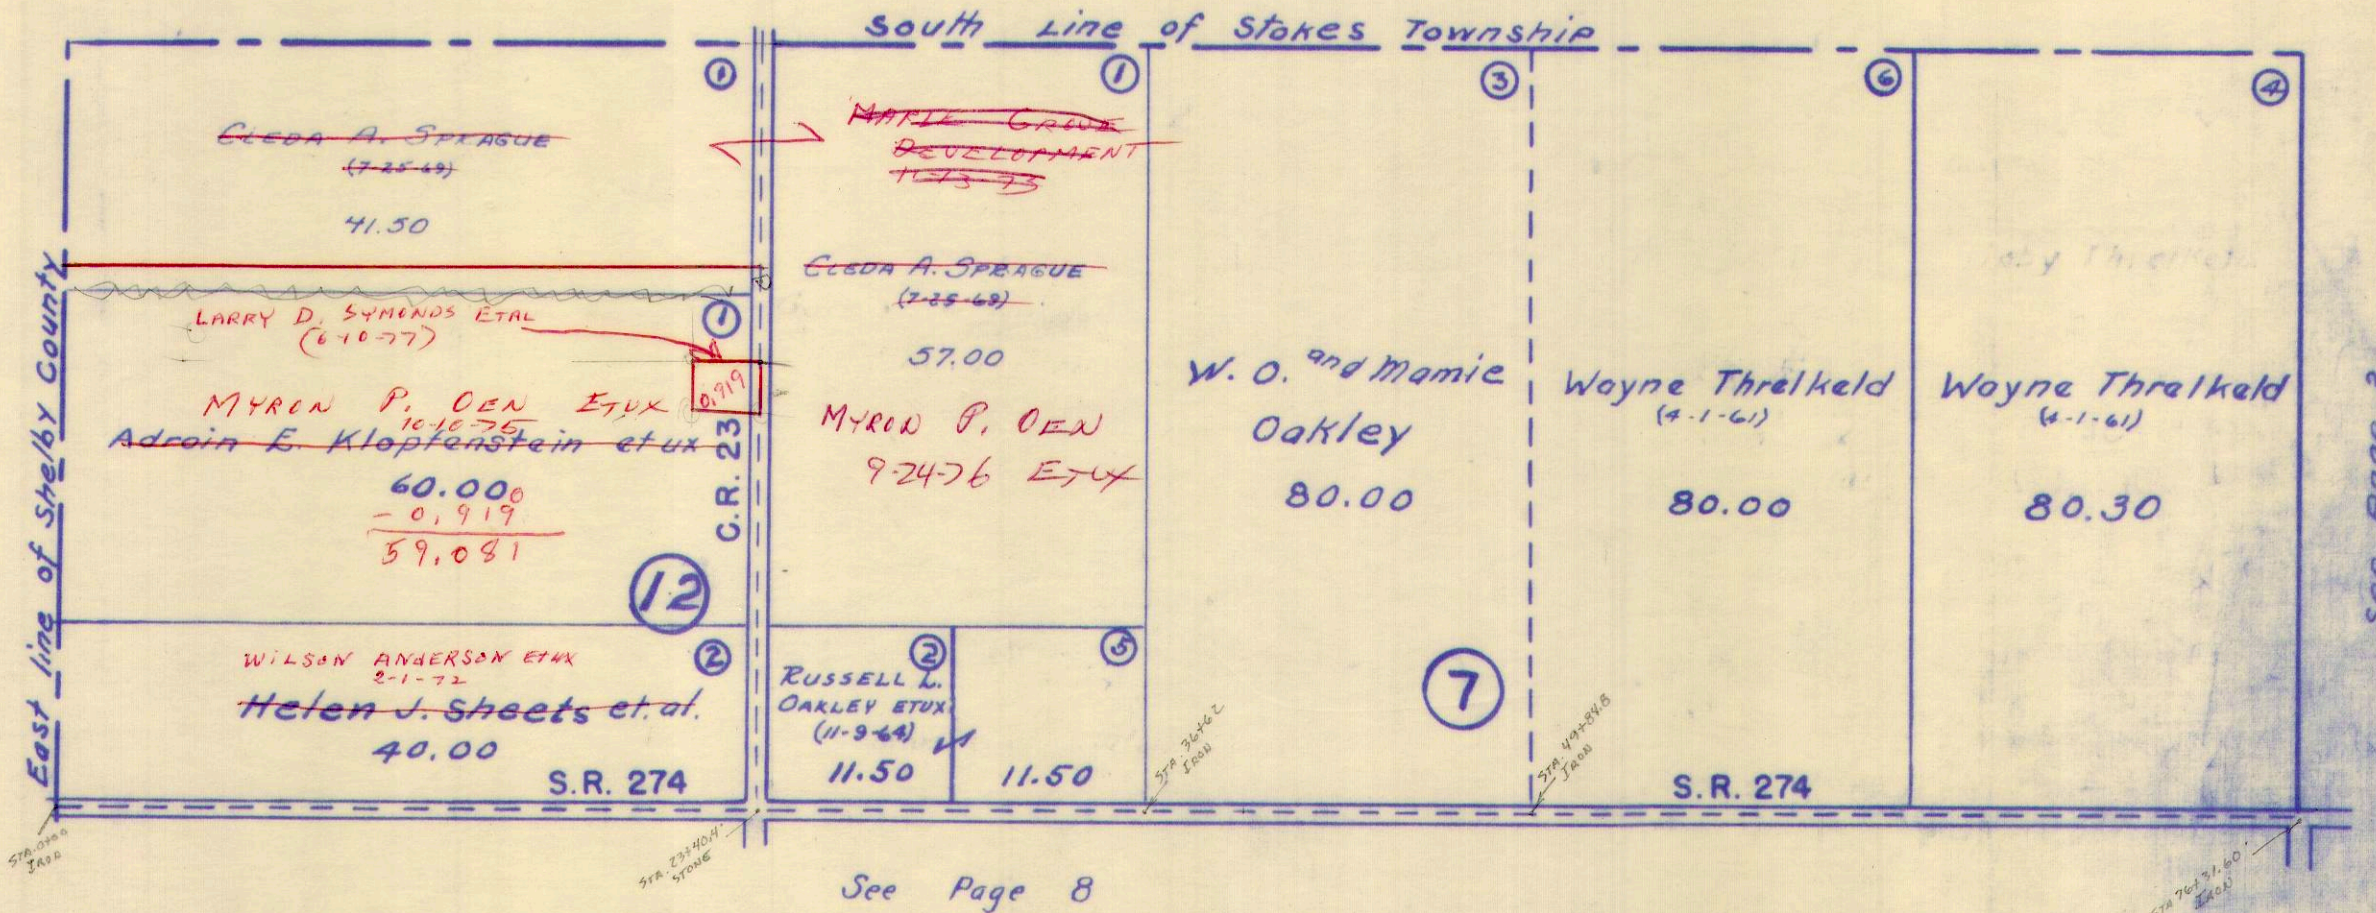 South Line of Stokes Township
East line of Shelby County
1
CLEDA A. SPRAGUE
(7-25-69)
41.50
LARRY D. SYMONDS ETAL
(6-10-77)
1
0.919
MYRON P. OEN ETUX
10-10-75
Adrain E. Klopfenstein et ux
60.000
- 0.919
59.081
C.R. 23
12
WILSON ANDERSON ETUX
2-1-72
Helen J. Sheets et. al.
40.00
2
S.R. 274
1
MARIE GROVE
DEVELOPMENT
11-13-75
CLEDA A. SPRAGUE
(7-25-69)
57.00
MYRON P. OEN
9-24-76 ETUX
2
RUSSELL L.
OAKLEY ETUX
(11-9-64)
11.50
5
11.50
3
W. O. and Mamie
Oakley
80.00
7
6
Wayne Threlkeld
(4-1-61)
80.00
S.R. 274
4
Wayne Threlkeld
(4-1-61)
80.30
STA. 0+00
IRON
STA. 23+40.4
STONE
STA. 36+62
IRON
STA. 49+84.8
IRON
STA 76+31.60
IRON
See Page 8